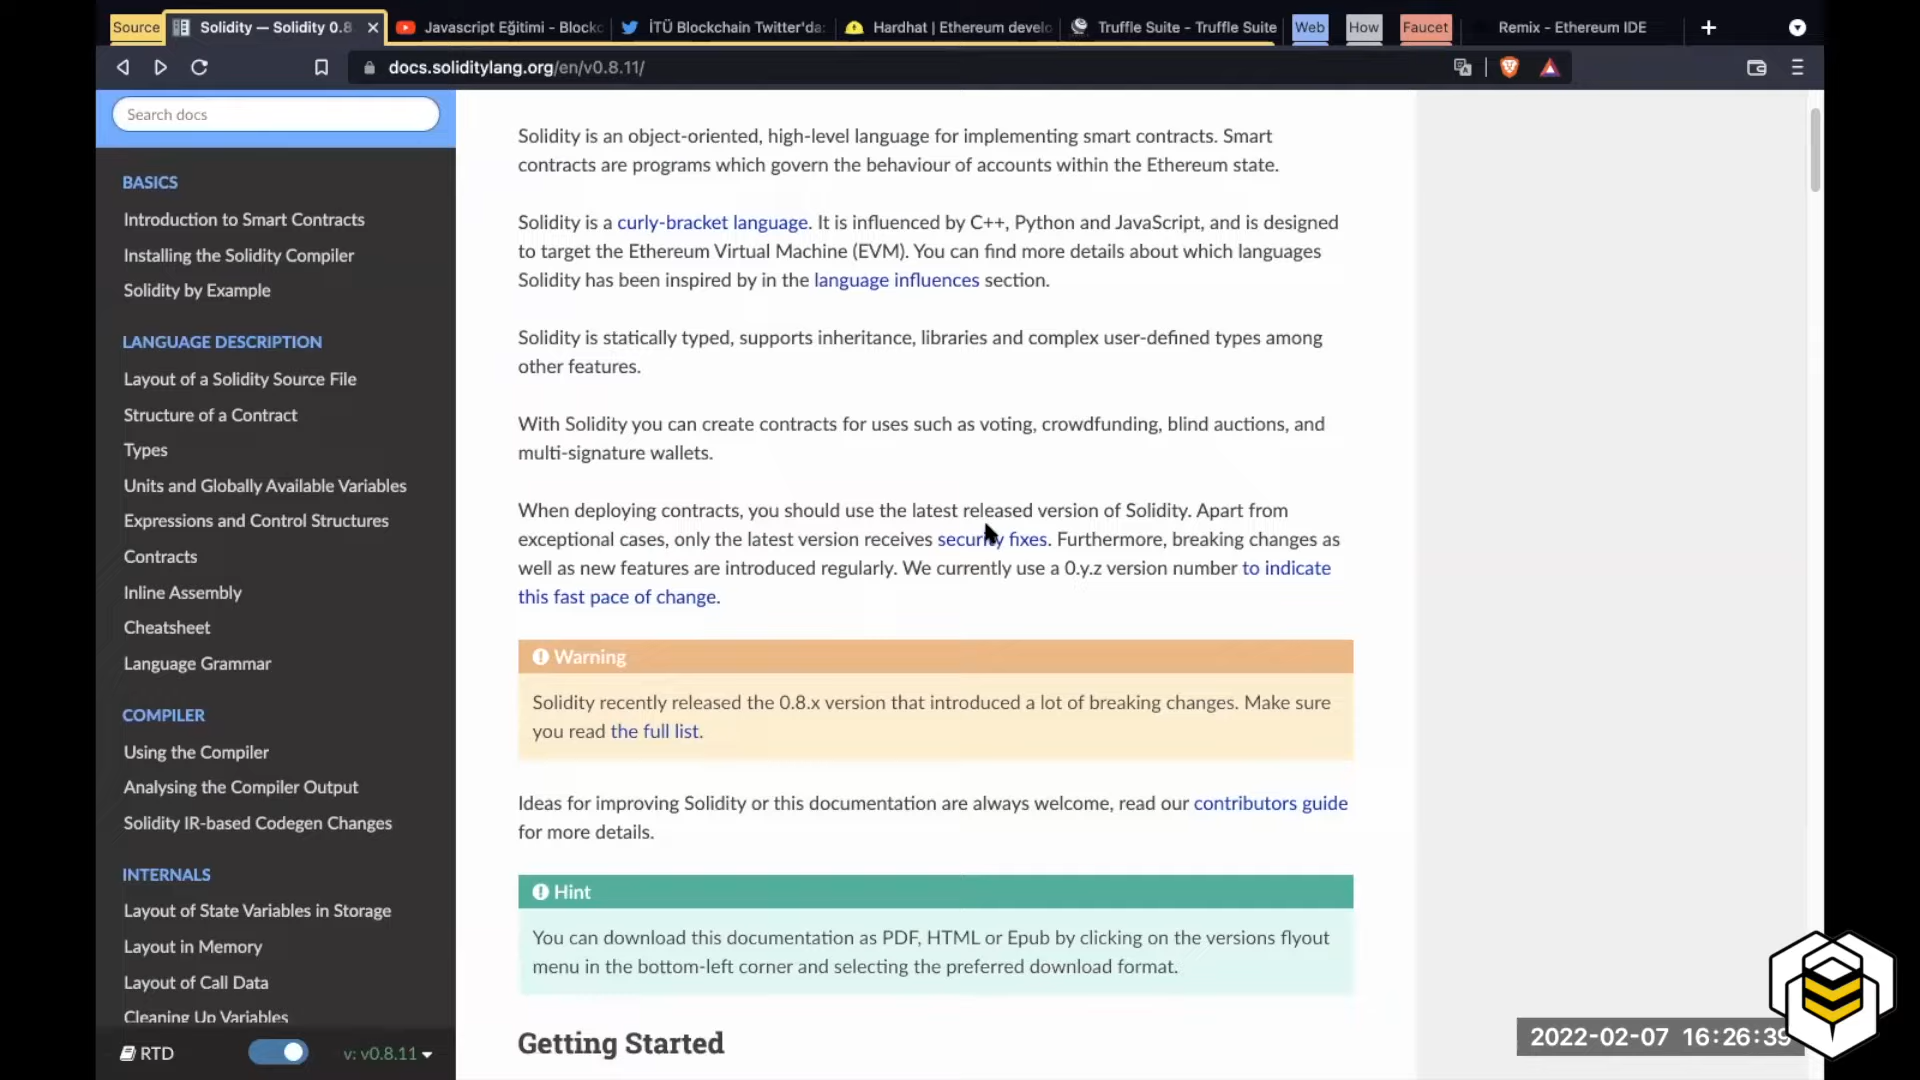 Source
Solidity — Solidity 0.8
Javascript Eğitimi - Blockc
İTÜ Blockchain Twitter'da:
Hardhat | Ethereum develo
Truffle Suite - Truffle Suite
Web
How
Faucet
Remix - Ethereum IDE
docs.soliditylang.org/en/v0.8.11/
Search docs
BASICS
Introduction to Smart Contracts
Installing the Solidity Compiler
Solidity by Example
LANGUAGE DESCRIPTION
Layout of a Solidity Source File
Structure of a Contract
Types
Units and Globally Available Variables
Expressions and Control Structures
Contracts
Inline Assembly
Cheatsheet
Language Grammar
COMPILER
Using the Compiler
Analysing the Compiler Output
Solidity IR-based Codegen Changes
INTERNALS
Layout of State Variables in Storage
Layout in Memory
Layout of Call Data
Cleaning Up Variables
RTD
v: v0.8.11
Solidity is an object-oriented, high-level language for implementing smart contracts. Smart
contracts are programs which govern the behaviour of accounts within the Ethereum state.
Solidity is a curly-bracket language. It is influenced by C++, Python and JavaScript, and is designed
to target the Ethereum Virtual Machine (EVM). You can find more details about which languages
Solidity has been inspired by in the language influences section.
Solidity is statically typed, supports inheritance, libraries and complex user-defined types among
other features.
With Solidity you can create contracts for uses such as voting, crowdfunding, blind auctions, and
multi-signature wallets.
When deploying contracts, you should use the latest released version of Solidity. Apart from
exceptional cases, only the latest version receives security fixes. Furthermore, breaking changes as
well as new features are introduced regularly. We currently use a 0.y.z version number to indicate
this fast pace of change.
Warning
Solidity recently released the 0.8.x version that introduced a lot of breaking changes. Make sure
you read the full list.
Ideas for improving Solidity or this documentation are always welcome, read our contributors guide
for more details.
Hint
You can download this documentation as PDF, HTML or Epub by clicking on the versions flyout
menu in the bottom-left corner and selecting the preferred download format.
Getting Started
2022-02-07 16:26:39